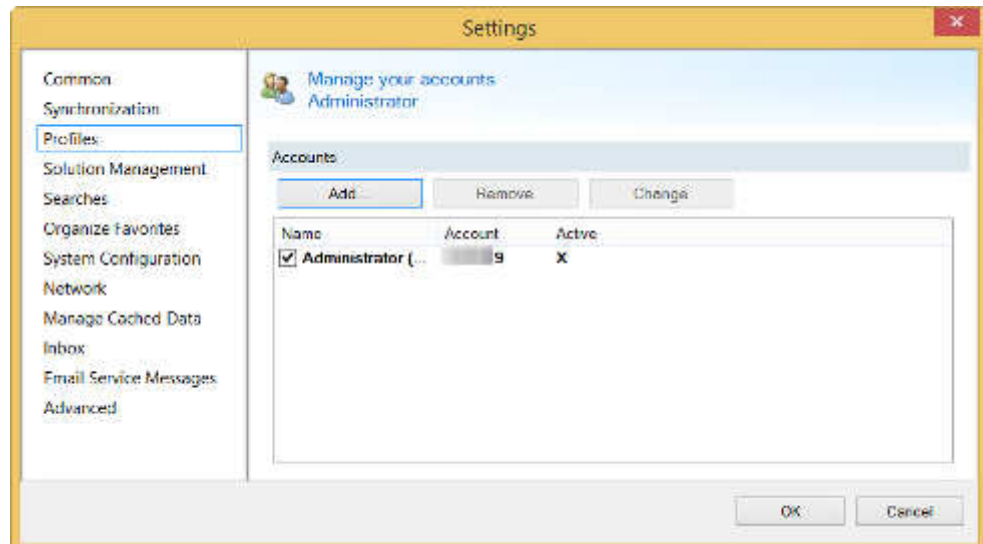 Settings
Common
Synchronization
Profiles
Solution Management
Searches
Organize Favorites
System Configuration
Network
Manage Cached Data
Inbox
Email Service Messages
Advanced
Manage your accounts
Administrator
Accounts
Add...
Remove
Change
Name Account Active
Administrator (... 9 X
OK
Cancel